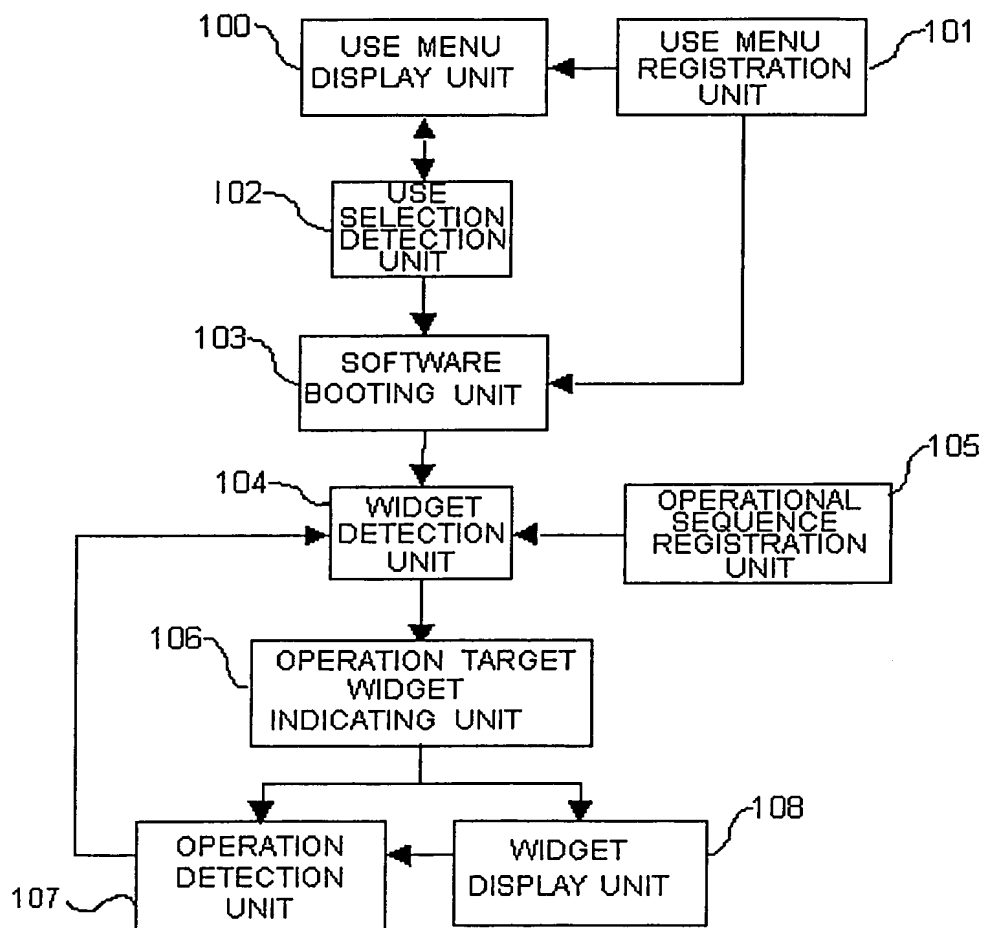 100
USE MENU
DISPLAY UNIT
USE MENU
REGISTRATION
UNIT
101
102
USE
SELECTION
DETECTION
UNIT
103
SOFTWARE
BOOTING UNIT
104
WIDGET
DETECTION
UNIT
105
OPERATIONAL
SEQUENCE
REGISTRATION
UNIT
106
OPERATION TARGET
WIDGET
INDICATING UNIT
107
OPERATION
DETECTION
UNIT
108
WIDGET
DISPLAY UNIT